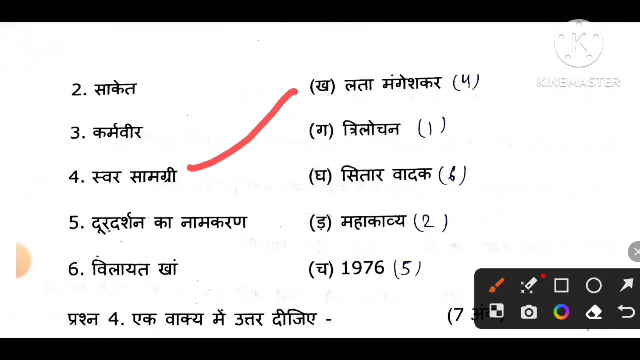 KINEMASTER
2. साकेत (ख) लता मंगेशकर (4)
3. कर्मवीर (ग) त्रिलोचन (1)
4. स्वर सामग्री (घ) सितार वादक (6)
5. दूरदर्शन का नामकरण (ड़) महाकाव्य (2)
6. विलायत खां (च) 1976 (5)
प्रश्न 4. एक वाक्य में उत्तर दीजिए - (7 अंक)